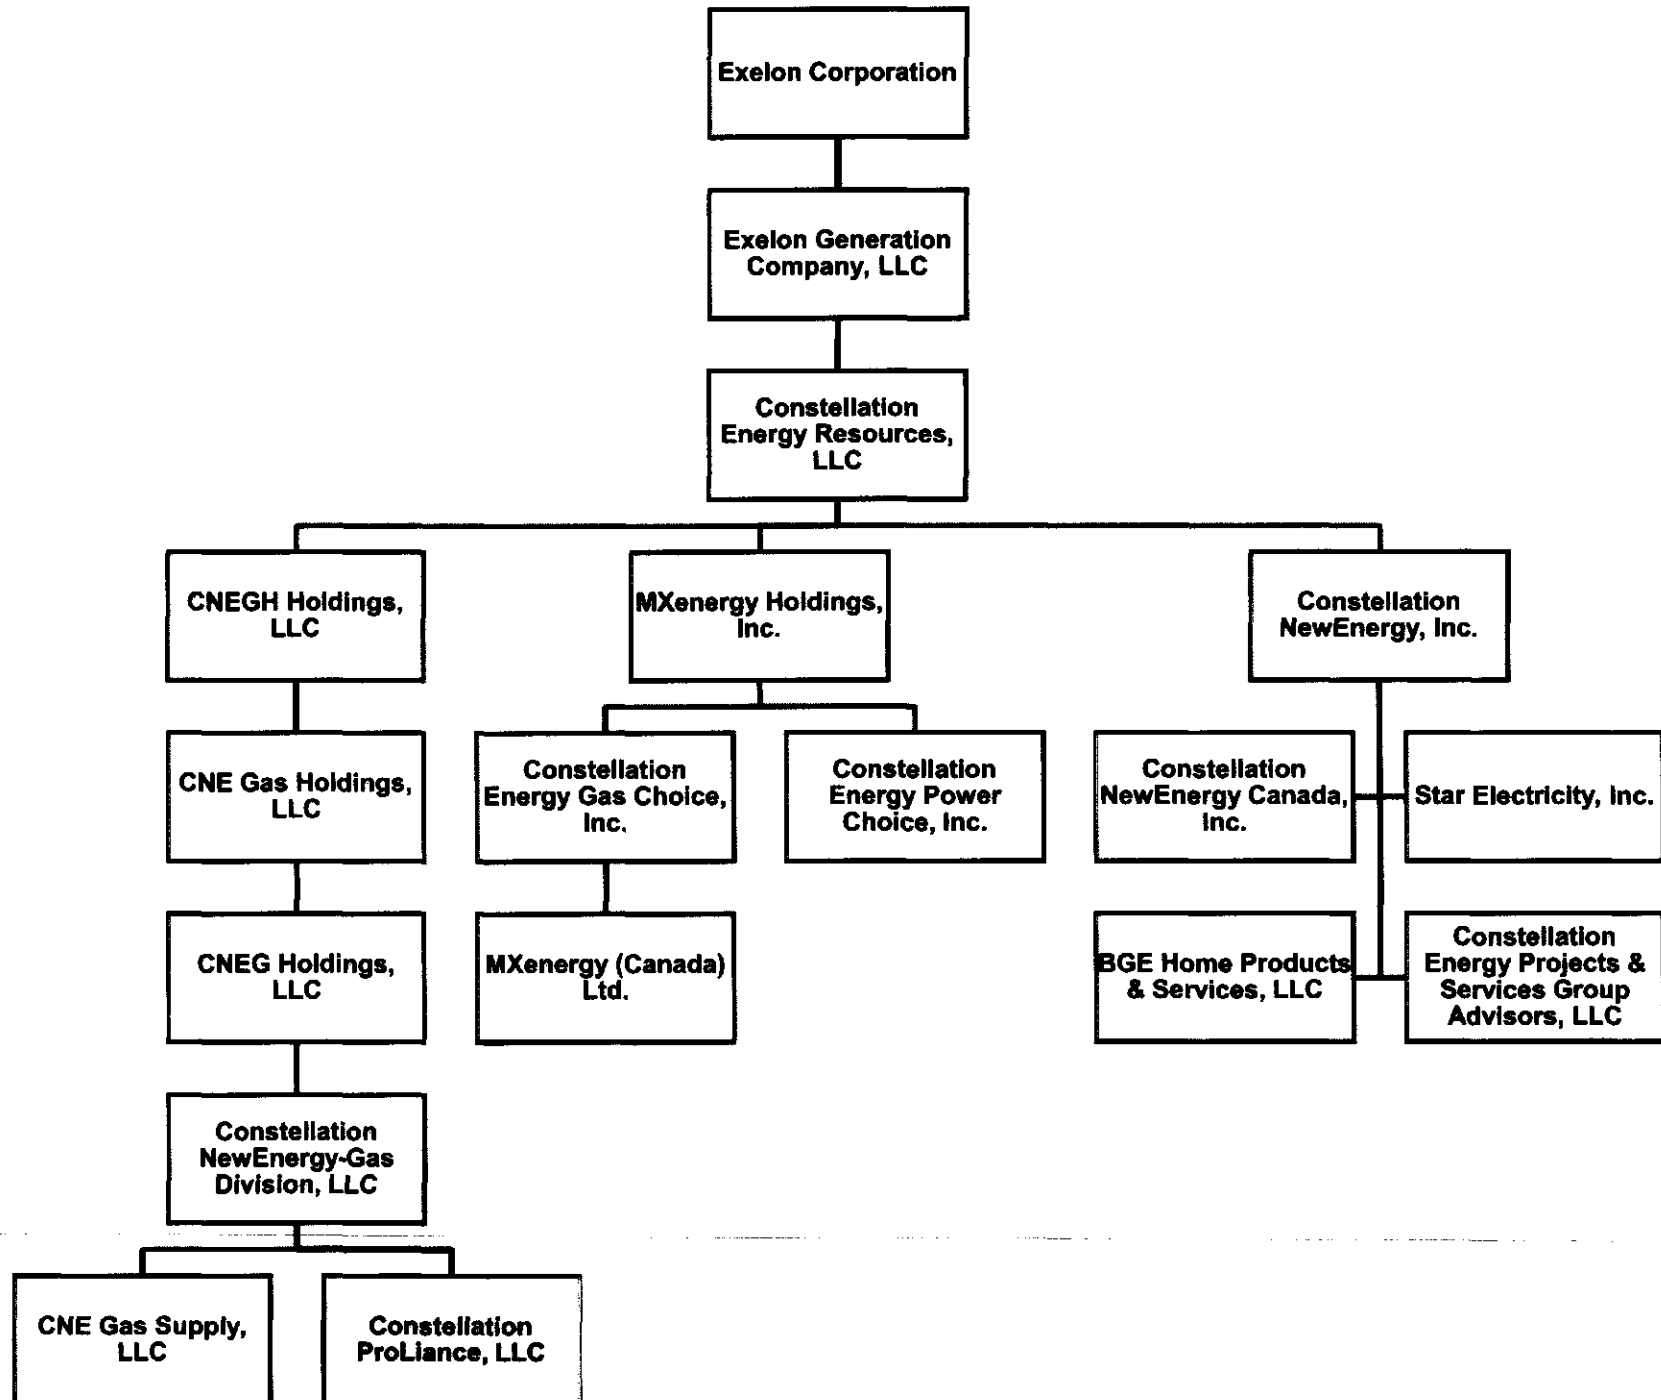 Exelon Corporation
Exelon Generation
Company, LLC
Constellation
Energy Resources,
LLC
CNEGH Holdings,
LLC
MXenergy Holdings,
Inc.
Constellation
NewEnergy, Inc.
CNE Gas Holdings,
LLC
Constellation
Energy Gas Choice,
Inc.
Constellation
Energy Power
Choice, Inc.
Constellation
NewEnergy Canada,
Inc.
Star Electricity, Inc.
CNEG Holdings,
LLC
MXenergy (Canada)
Ltd.
BGE Home Products
& Services, LLC
Constellation
Energy Projects &
Services Group
Advisors, LLC
Constellation
NewEnergy-Gas
Division, LLC
CNE Gas Supply,
LLC
Constellation
ProLiance, LLC